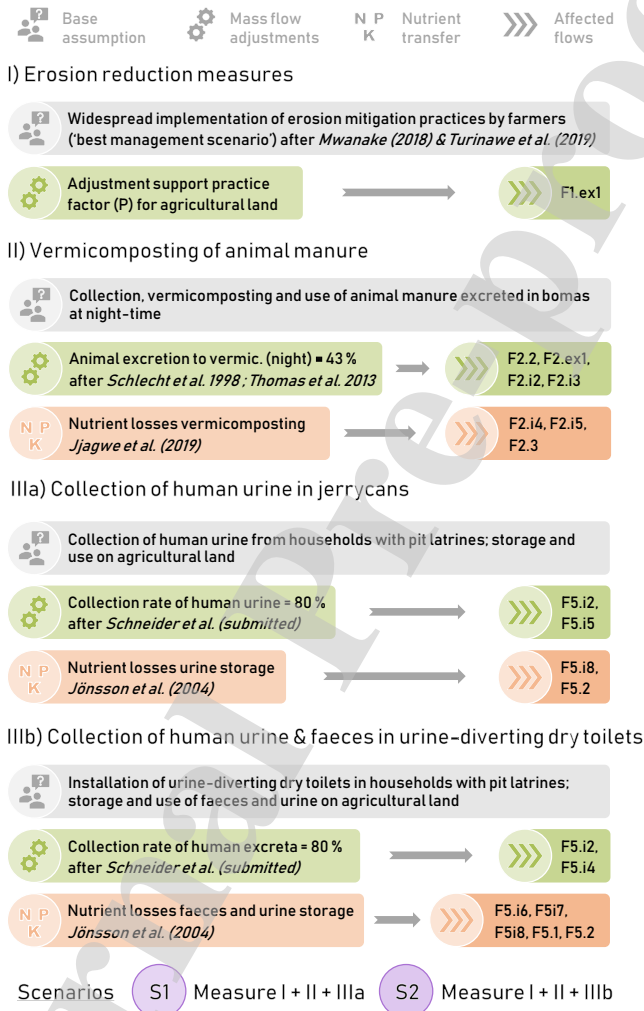 Base
assumption
Mass flow
adjustments
N P
K
Nutrient
transfer
Affected
flows
I) Erosion reduction measures
Widespread implementation of erosion mitigation practices by farmers
('best management scenario') after Mwanake (2018) & Turinawe et al. (2019)
Adjustment support practice
factor (P) for agricultural land
F1.ex1
II) Vermicomposting of animal manure
Collection, vermicomposting and use of animal manure excreted in bomas
at night-time
Animal excretion to vermic. (night) = 43 %
after Schlecht et al. 1998 ; Thomas et al. 2013
F2.2, F2.ex1,
F2.i2, F2.i3
N P
K
Nutrient losses vermicomposting
Jjagwe et al. (2019)
F2.i4, F2.i5,
F2.3
IIIa) Collection of human urine in jerrycans
Collection of human urine from households with pit latrines; storage and
use on agricultural land
Collection rate of human urine = 80 %
after Schneider et al. (submitted)
F5.i2,
F5.i5
N P
K
Nutrient losses urine storage
Jönsson et al. (2004)
F5.i8,
F5.2
IIIb) Collection of human urine & faeces in urine-diverting dry toilets
Installation of urine-diverting dry toilets in households with pit latrines;
storage and use of faeces and urine on agricultural land
Collection rate of human excreta = 80 %
after Schneider et al. (submitted)
F5.i2,
F5.i4
N P
K
Nutrient losses faeces and urine storage
Jönsson et al. (2004)
F5.i6, F5i7,
F5i8, F5.1, F5.2
Scenarios S1 Measure I + II + IIIa S2 Measure I + II + IIIb